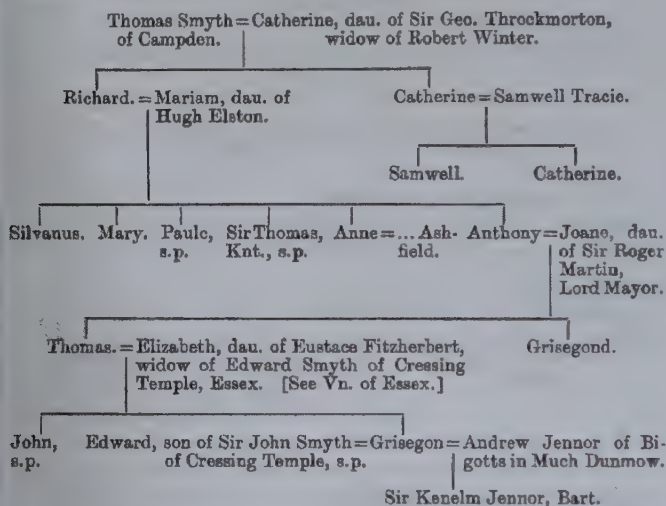 Thomas Smyth = Catherine, dau. of Sir Geo. Throckmorton,
of Campden. widow of Robert Winter.
Richard. = Mariam, dau. of Catherine = Samwell Tracie.
Hugh Elston.
Samwell. Catherine.
Silvanus. Mary. Paule, Sir Thomas, Anne = ... Ash- Anthony = Joane, dau.
s.p. Knt., s.p. field. of Sir Roger
Martin,
Lord Mayor.
Thomas. = Elizabeth, dau. of Eustace Fitzherbert, Grisegond.
widow of Edward Smyth of Cressing
Temple, Essex. [See Vn. of Essex.]
John, Edward, son of Sir John Smyth = Grisegon = Andrew Jennor of Bi-
s.p. of Cressing Temple, s.p. gotts in Much Dunmow.
Sir Kenelm Jennor, Bart.